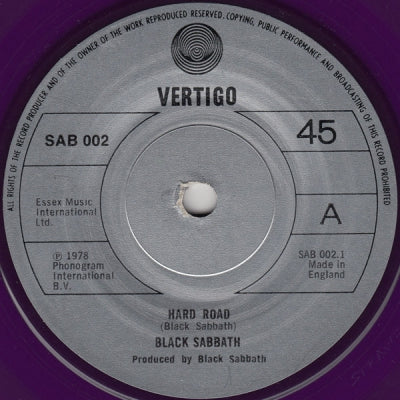 ALL RIGHTS OF THE RECORD PRODUCER AND OF THE OWNER OF THE WORK REPRODUCED RESERVED. COPYING, PUBLIC PERFORMANCE AND BROADCASTING OF THIS RECORD PROHIBITED
VERTIGO
SAB 002
45
Essex Music
International
Ltd.
A
℗ 1978
Phonogram
International
B.V.
SAB 002.1
Made in
England
HARD ROAD
(Black Sabbath)
BLACK SABBATH
Produced by Black Sabbath